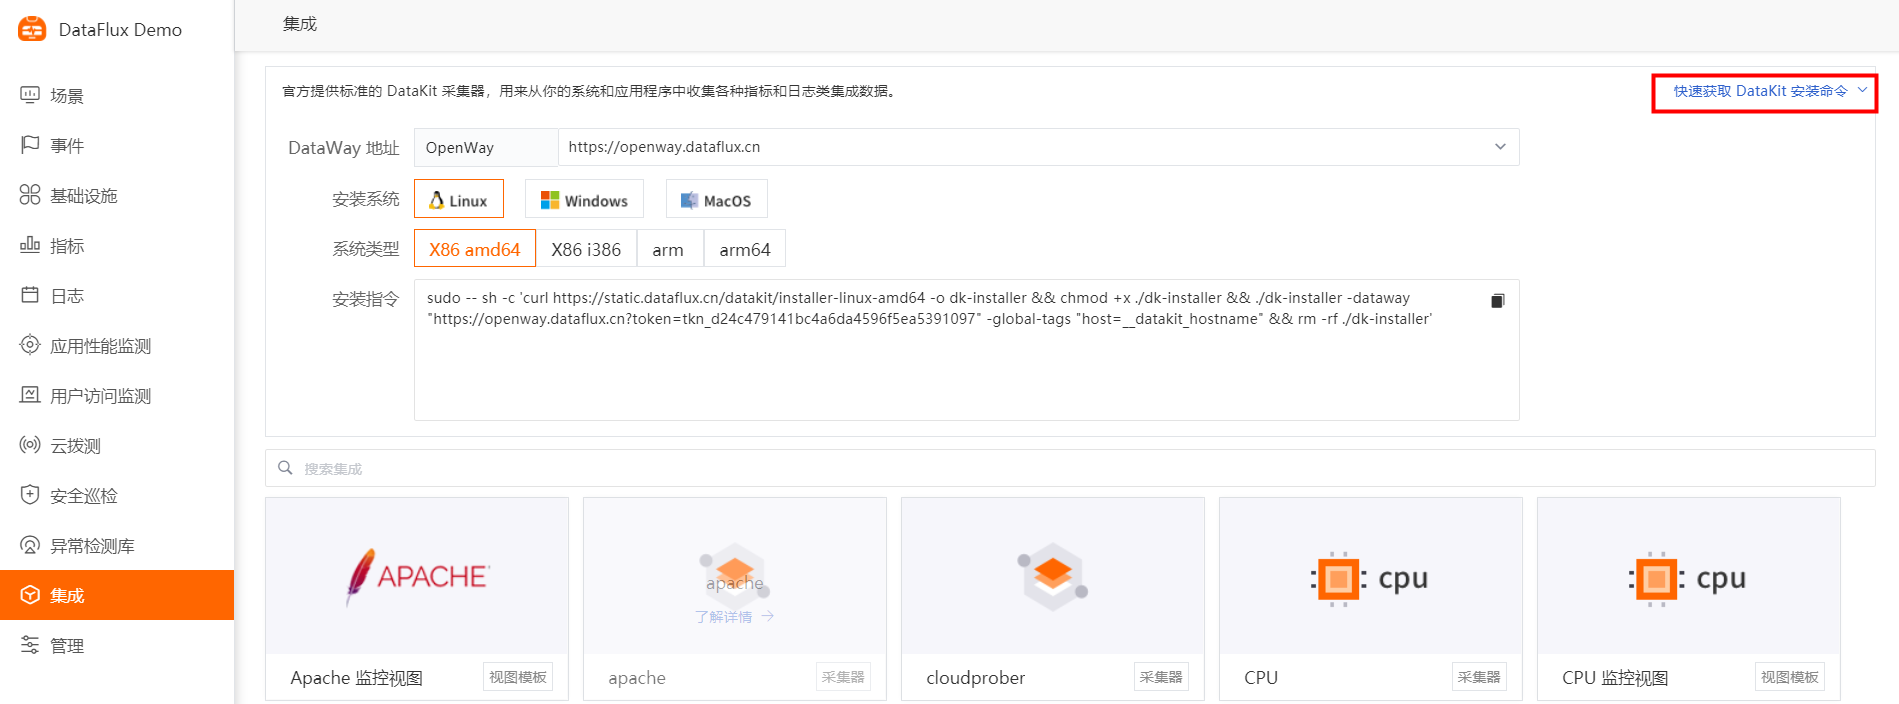 DataFlux Demo
集成
场景
事件
基础设施
指标
日志
应用性能监测
用户访问监测
云拨测
安全巡检
异常检测库
集成
管理
官方提供标准的 DataKit 采集器，用来从你的系统和应用程序中收集各种指标和日志类集成数据。
快速获取 DataKit 安装命令
DataWay 地址
OpenWay
https://openway.dataflux.cn
安装系统
Linux
Windows
MacOS
系统类型
X86 amd64
X86 i386
arm
arm64
安装指令
sudo -- sh -c 'curl https://static.dataflux.cn/datakit/installer-linux-amd64 -o dk-installer && chmod +x ./dk-installer && ./dk-installer -dataway
"https://openway.dataflux.cn?token=tkn_d24c479141bc4a6da4596f5ea5391097" -global-tags "host=__datakit_hostname" && rm -rf ./dk-installer'
搜索集成
APACHE
Apache 监控视图
视图模板
apache
了解详情 →
apache
采集器
cloudprober
采集器
cpu
CPU
采集器
cpu
CPU 监控视图
视图模板